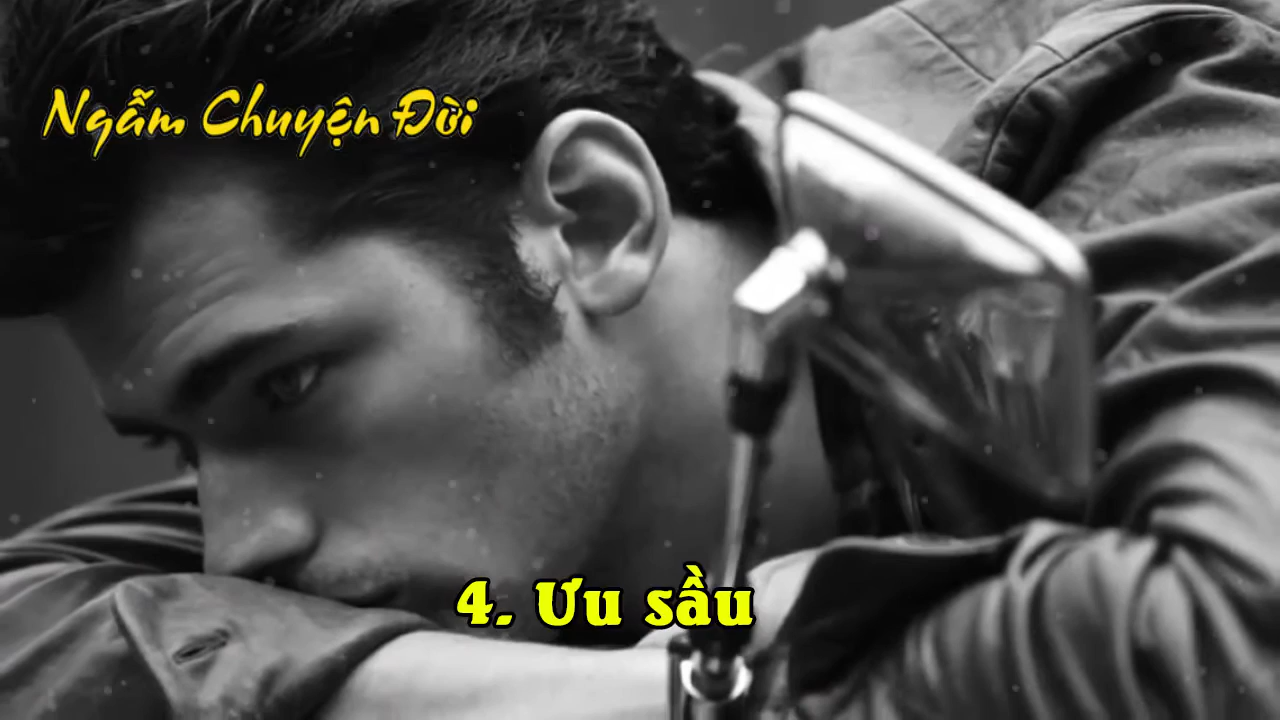 Ngẫm Chuyện Đời
4. Ưu sầu